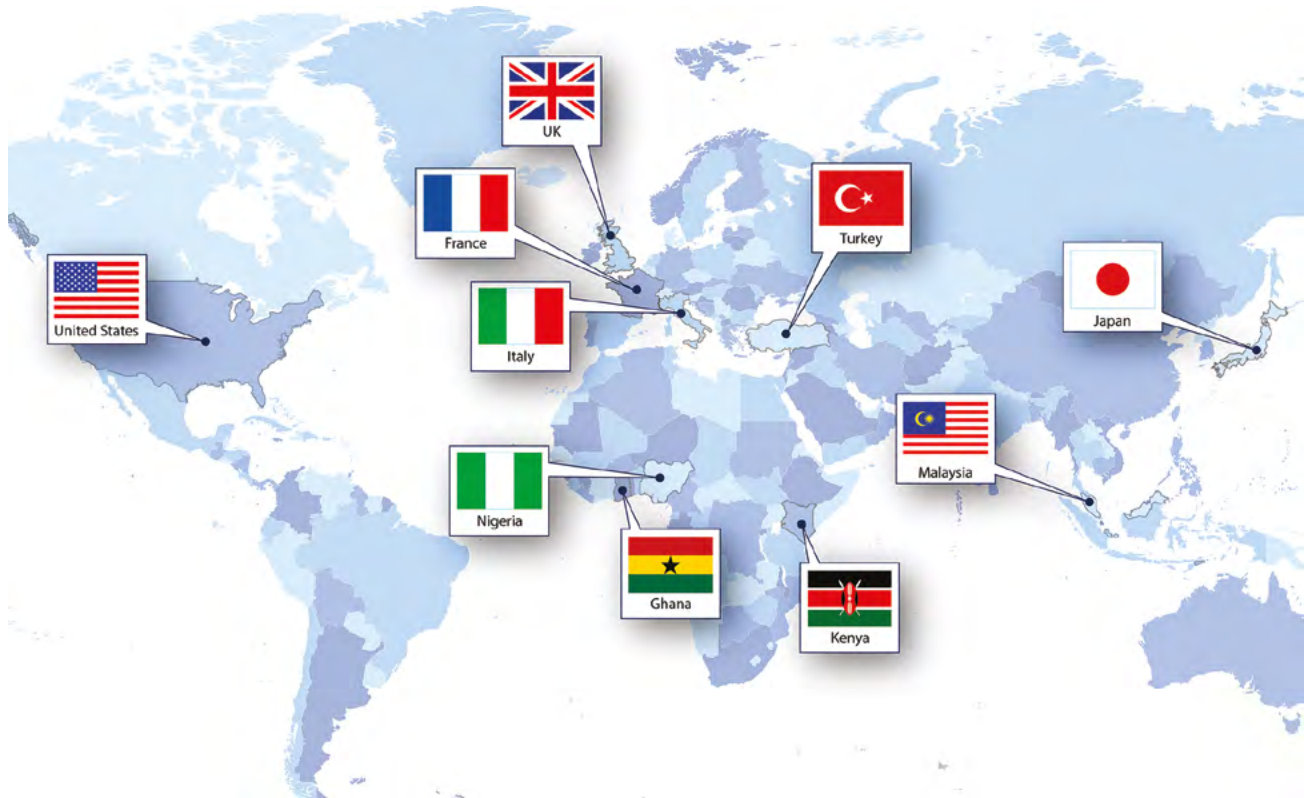 UK
France
Turkey
United States
Japan
Italy
Malaysia
Nigeria
Ghana
Kenya